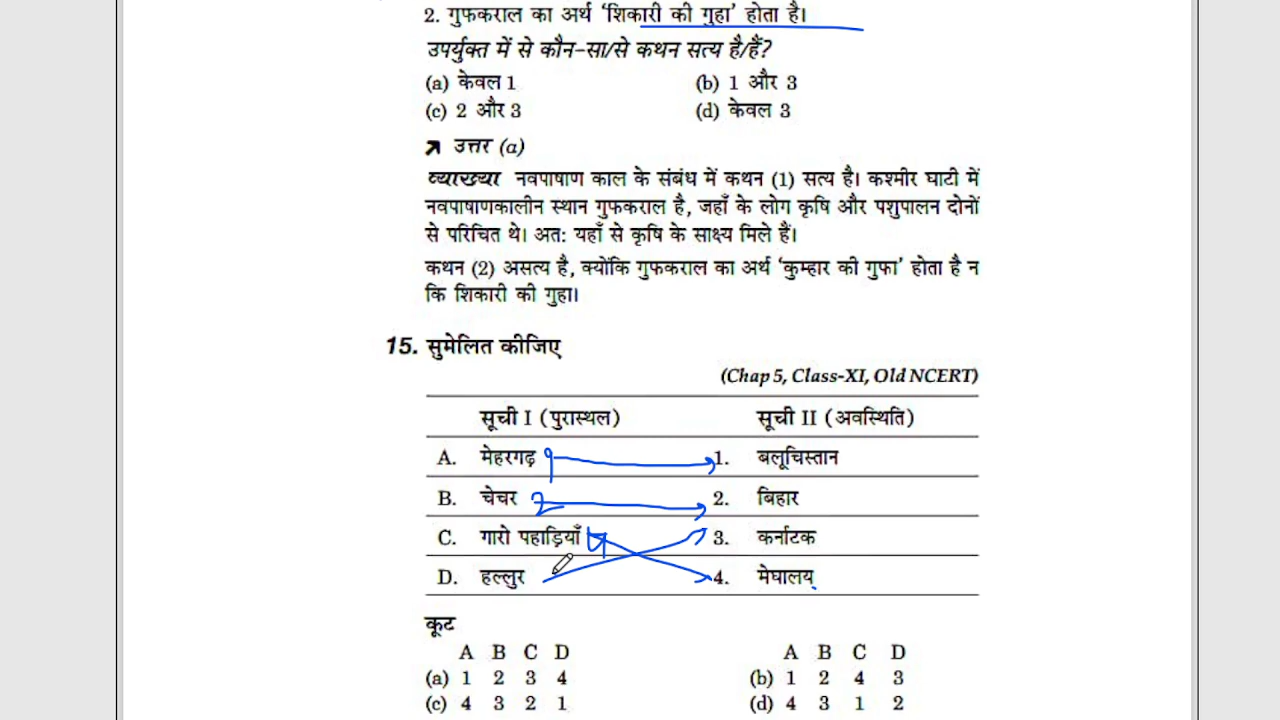 2. गुफकराल का अर्थ ‘शिकारी की गुहा’ होता है।
उपर्युक्त में से कौन-सा/से कथन सत्य है/हैं?
(a) केवल 1 (b) 1 और 3
(c) 2 और 3 (d) केवल 3
उत्तर (a)
व्याख्या नवपाषाण काल के संबंध में कथन (1) सत्य है। कश्मीर घाटी में
नवपाषाणकालीन स्थान गुफकराल है, जहाँ के लोग कृषि और पशुपालन दोनों
से परिचित थे। अत: यहाँ से कृषि के साक्ष्य मिले हैं।
कथन (2) असत्य है, क्योंकि गुफकराल का अर्थ ‘कुम्हार की गुफा’ होता है न
कि शिकारी की गुहा।
15. सुमेलित कीजिए
(Chap 5, Class-XI, Old NCERT)
सूची I (पुरास्थल) सूची II (अवस्थिति)
A. मेहरगढ़ 1 1. बलूचिस्तान
B. चेचर 2 2. बिहार
C. गारो पहाड़ियाँ 4 3. कर्नाटक
D. हल्लुर 4. मेघालय
कूट
A B C D A B C D
(a) 1 2 3 4 (b) 1 2 4 3
(c) 4 3 2 1 (d) 4 3 1 2